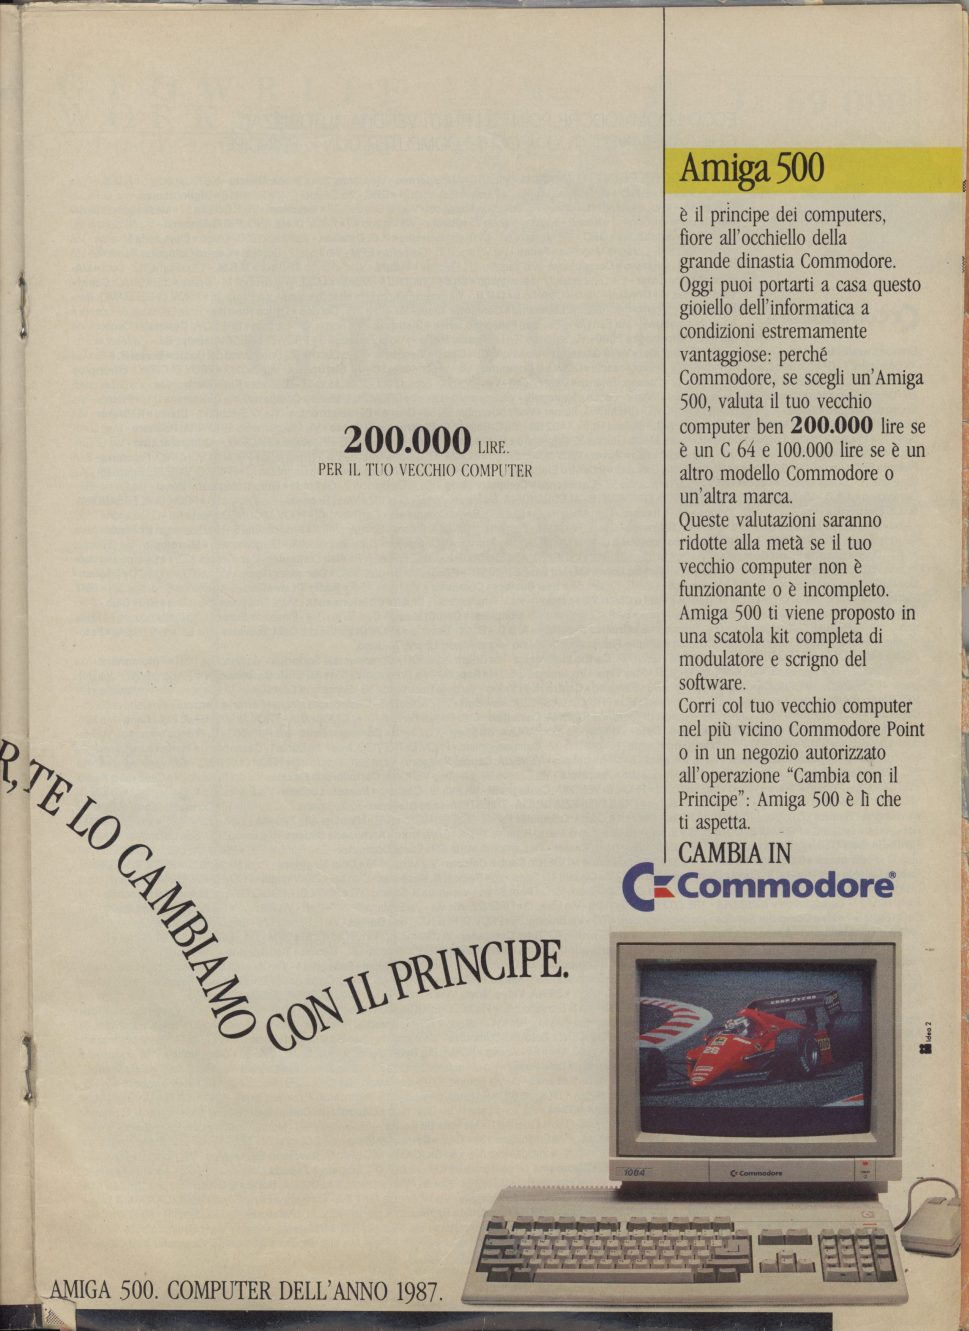 Amiga 500
è il principe dei computers,
fiore all'occhiello della
grande dinastia Commodore.
Oggi puoi portarti a casa questo
gioiello dell'informatica a
condizioni estremamente
vantaggiose: perché
Commodore, se scegli un'Amiga
500, valuta il tuo vecchio
computer ben 200.000 lire se
è un C 64 e 100.000 lire se è un
altro modello Commodore o
un'altra marca.
Queste valutazioni saranno
ridotte alla metà se il tuo
vecchio computer non è
funzionante o è incompleto.
Amiga 500 ti viene proposto in
una scatola kit completa di
modulatore e scrigno del
software.
Corri col tuo vecchio computer
nel più vicino Commodore Point
o in un negozio autorizzato
all'operazione “Cambia con il
Principe”: Amiga 500 è lì che
ti aspetta.
CAMBIA IN
Commodore®
200.000 LIRE.
PER IL TUO VECCHIO COMPUTER
R, TE LO CAMBIAMO CON IL PRINCIPE.
GOODYEAR
1084
Commodore
idea 2
AMIGA 500. COMPUTER DELL'ANNO 1987.